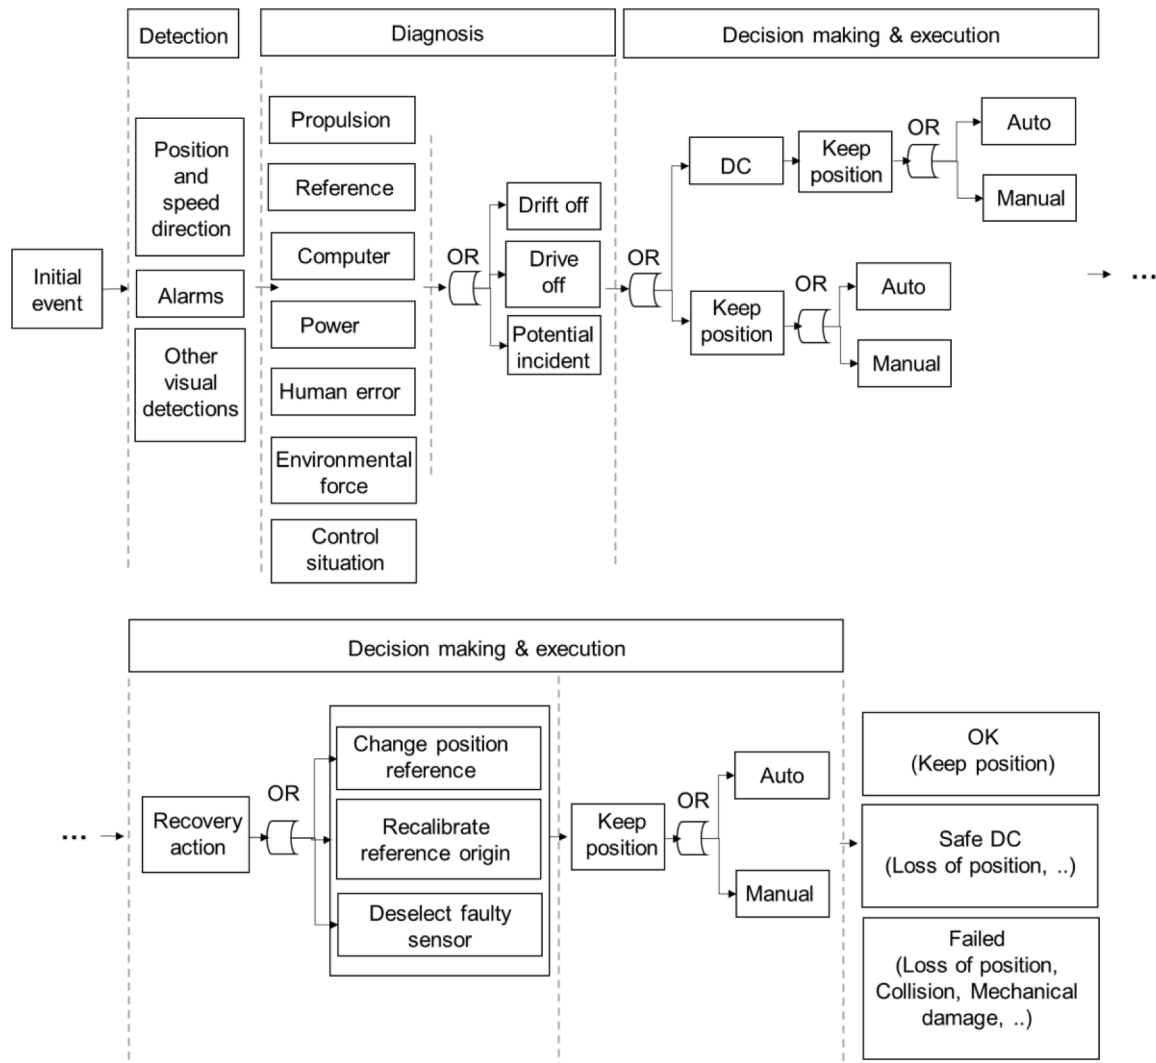 Detection
Diagnosis
Decision making & execution
Initial
event
Position
and
speed
direction
Alarms
Other
visual
detections
Propulsion
Reference
Computer
Power
Human error
Environmental
force
Control
situation
OR
Drift off
Drive
off
Potential
incident
OR
DC
Keep
position
OR
Auto
Manual
Keep
position
OR
Auto
Manual
...
Decision making & execution
...
Recovery
action
OR
Change position
reference
Recalibrate
reference origin
Deselect faulty
sensor
Keep
position
OR
Auto
Manual
OK
(Keep position)
Safe DC
(Loss of position, ..)
Failed
(Loss of position,
Collision, Mechanical
damage, ..)